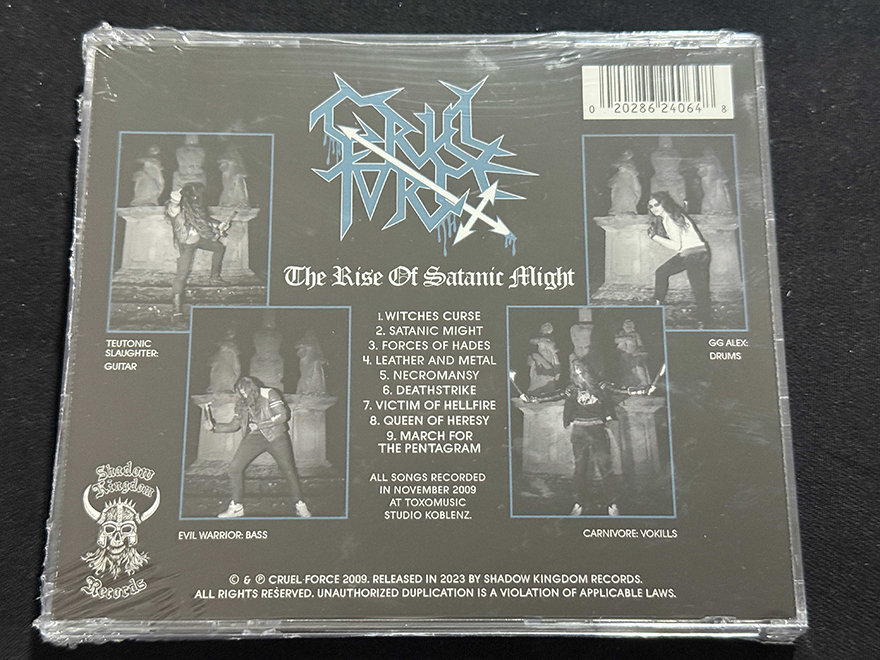 CRUEL
FORCE
0 20286 24064 8
The Rise Of Satanic Might
1. WITCHES CURSE
2. SATANIC MIGHT
3. FORCES OF HADES
4. LEATHER AND METAL
5. NECROMANSY
6. DEATHSTRIKE
7. VICTIM OF HELLFIRE
8. QUEEN OF HERESY
9. MARCH FOR
THE PENTAGRAM
ALL SONGS RECORDED
IN NOVEMBER 2009
AT TOXOMUSIC
STUDIO KOBLENZ.
TEUTONIC
SLAUGHTER:
GUITAR
GG ALEX:
DRUMS
EVIL WARRIOR: BASS
CARNIVORE: VOKILLS
Shadow
Kingdom
Records
© & ℗ CRUEL FORCE 2009. RELEASED IN 2023 BY SHADOW KINGDOM RECORDS.
ALL RIGHTS RESERVED. UNAUTHORIZED DUPLICATION IS A VIOLATION OF APPLICABLE LAWS.